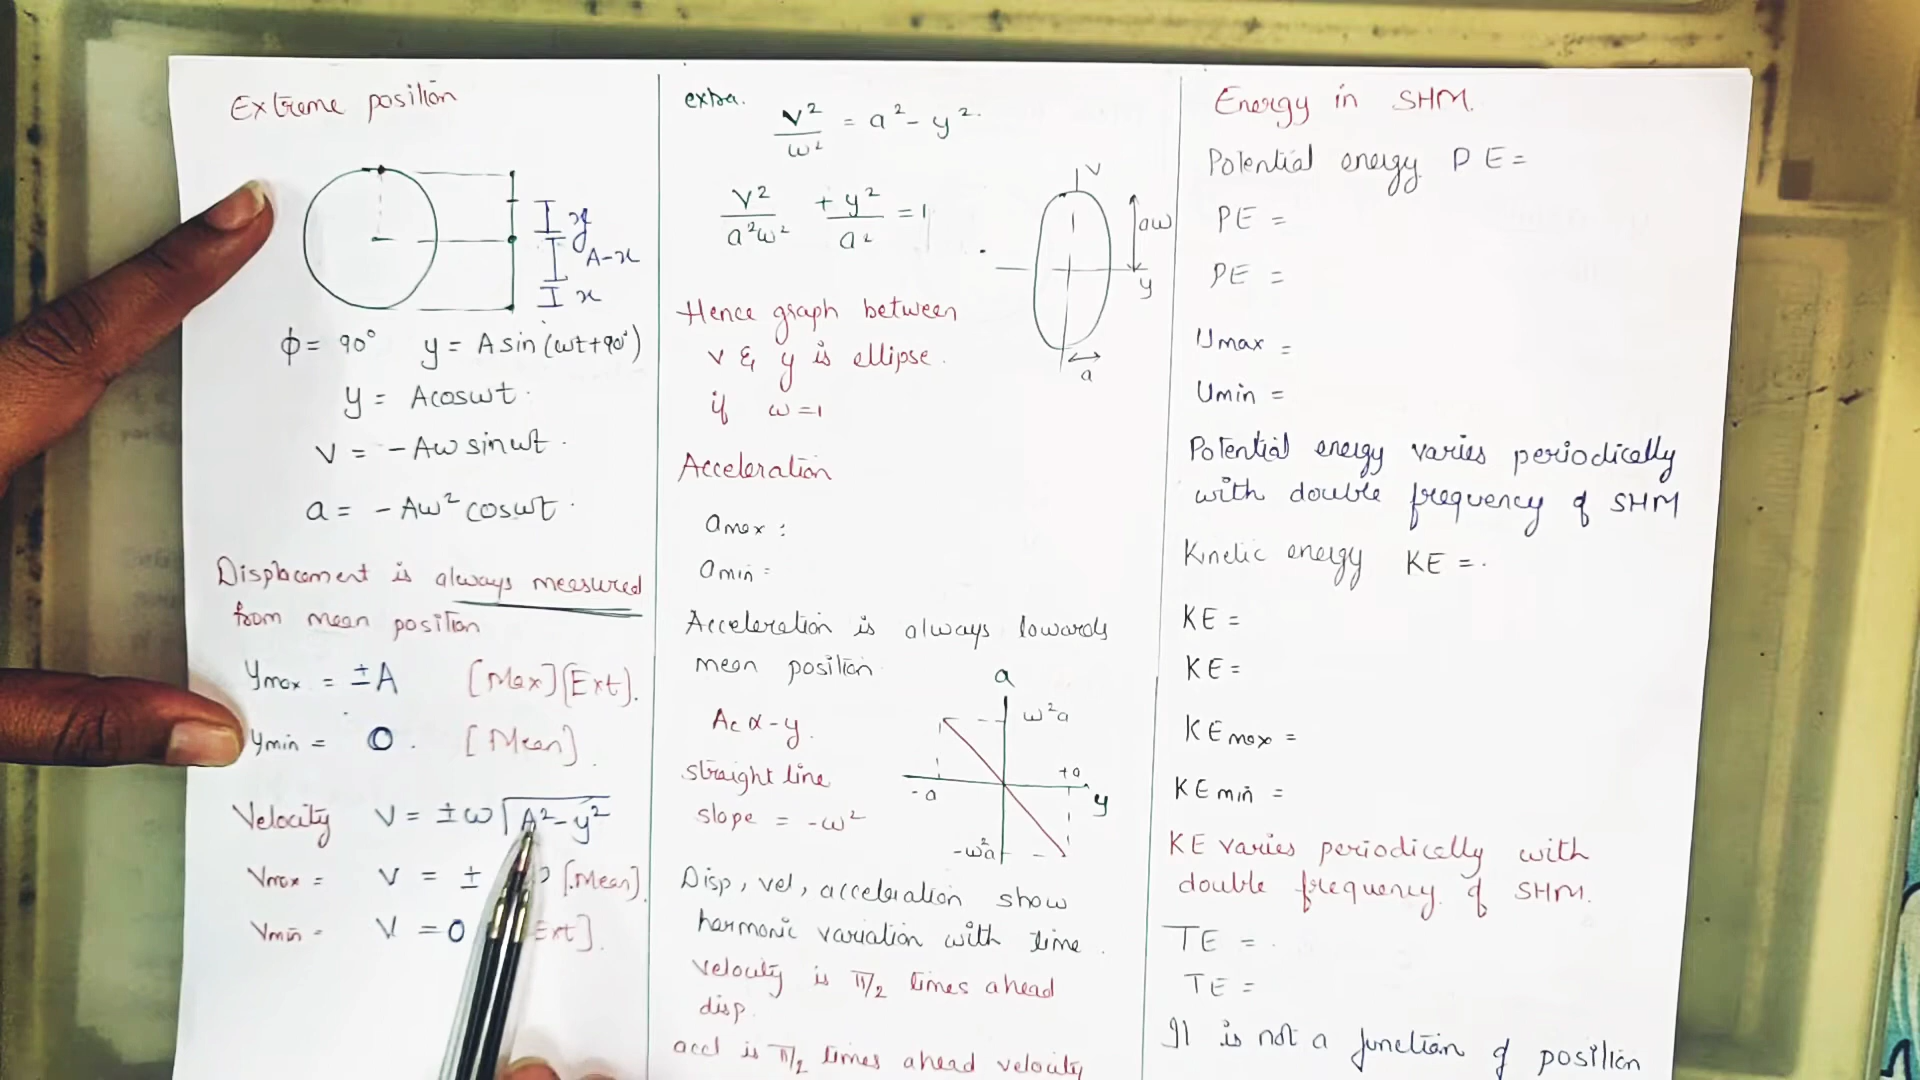 Extreme position
y
A-x
x
ϕ = 90° y = A sin (ωt+90°)
y = Acosωt.
v = -Aω sinωt.
a = -Aω² cosωt.
Displacement is always measured
from mean position
ymax = ±A [Max][Ext].
ymin = 0. [Mean].
Velocity V = ±ω√A²-y²
Vmax = V = ± [Mean].
Vmin = V = 0 Ext].
extra.
v²/ω² = a² - y².
v²/a²ω² + y²/a² = 1
V
aω
y
a
Hence graph between
v & y is ellipse.
if ω=1
Acceleration
amax :
amin =
Acceleration is always towards
mean position
Ac α -y.
straight line
slope = -ω²
a
ω²a
+a
-a
y
-ω²a
Disp, vel, acceleration show
harmonic variation with time.
velocity is π/2 times ahead
disp.
accl is π/2 times ahead velocity
Energy in SHM.
Potential energy P E =
PE =
PE =
Umax =
Umin =
Potential energy varies periodically
with double frequency of SHM
Kinetic energy KE = .
KE =
KE =
KE max =
KE min =
KE varies periodically with
double frequency of SHM.
TE = .
TE =
It is not a function of position